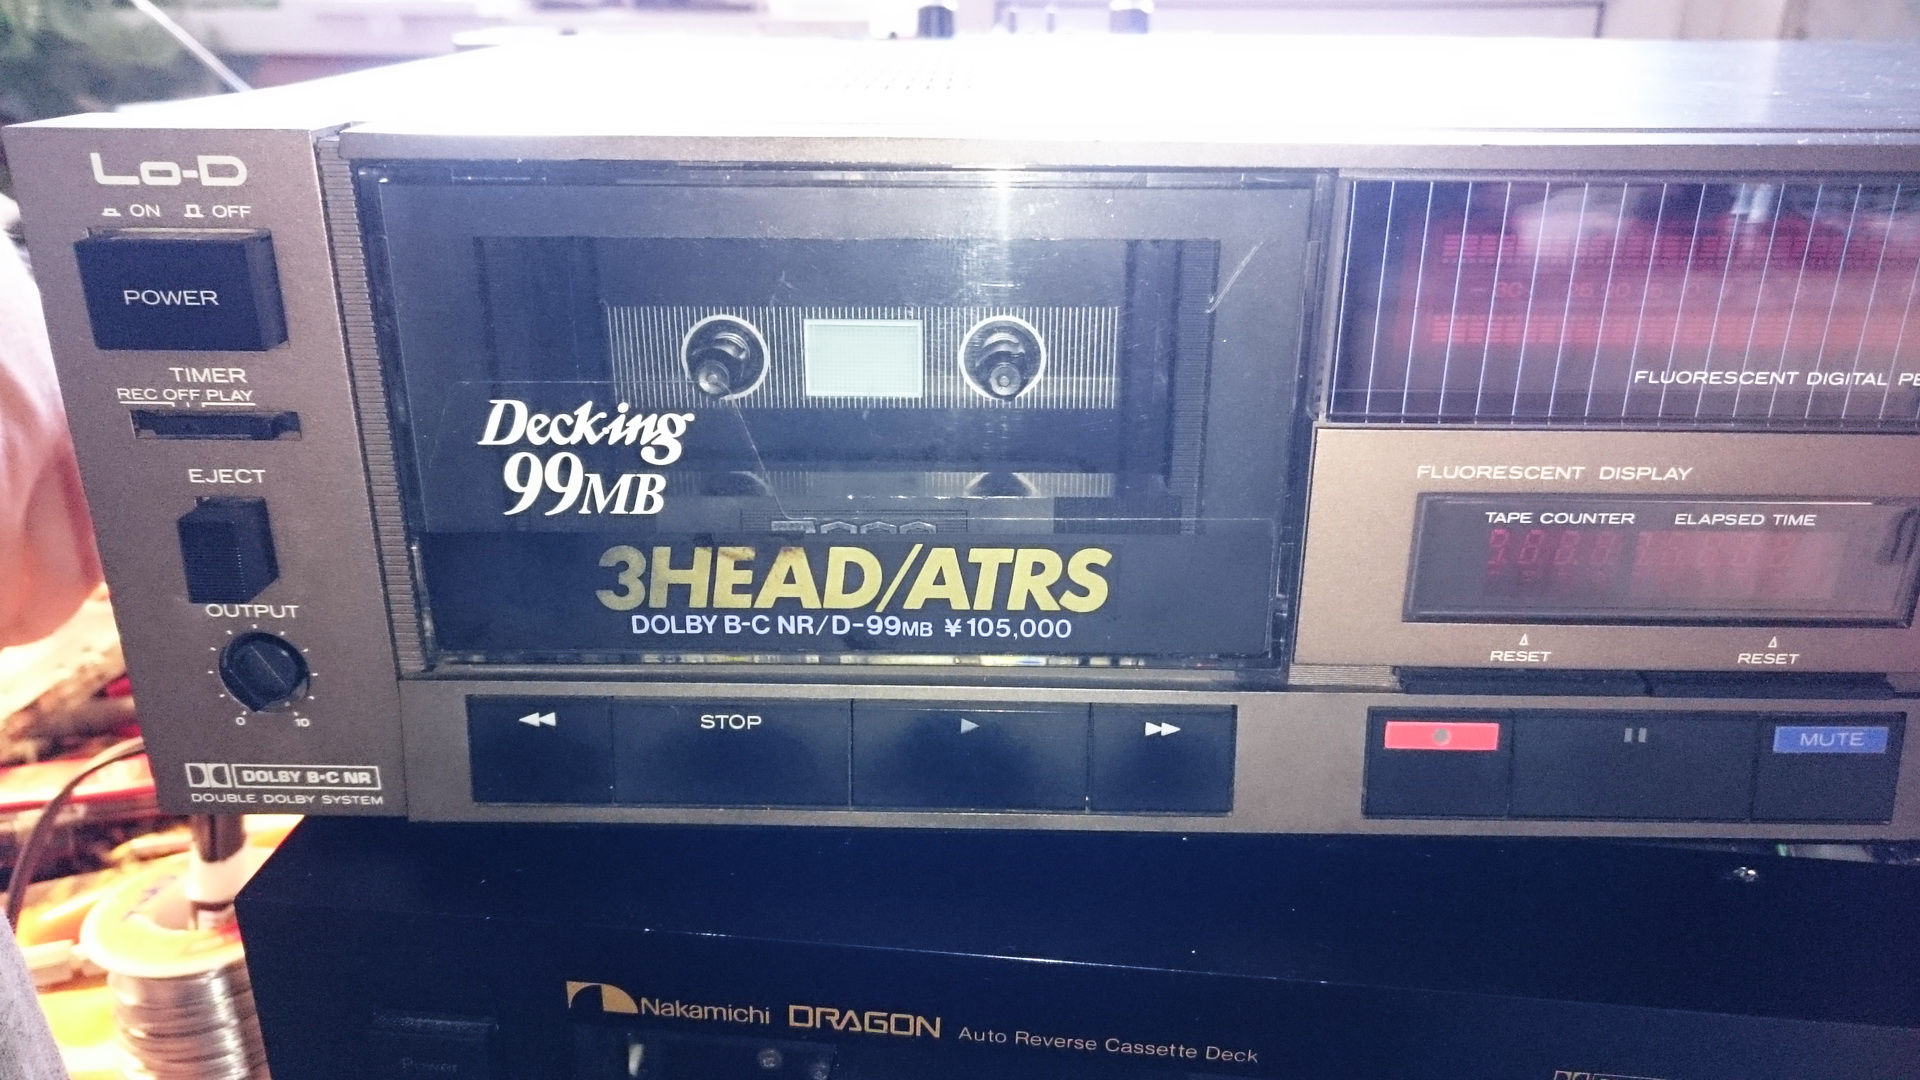 Lo-D
ON OFF
POWER
TIMER
REC OFF PLAY
EJECT
OUTPUT
0 10
DOLBY B·C NR
DOUBLE DOLBY SYSTEM
Decking
99MB
3HEAD/ATRS
DOLBY B-C NR/D-99MB ¥105,000
STOP
FLUORESCENT DIGITAL PE
FLUORESCENT DISPLAY
TAPE COUNTER ELAPSED TIME
RESET RESET
MUTE
Nakamichi DRAGON Auto Reverse Cassette Deck
Power